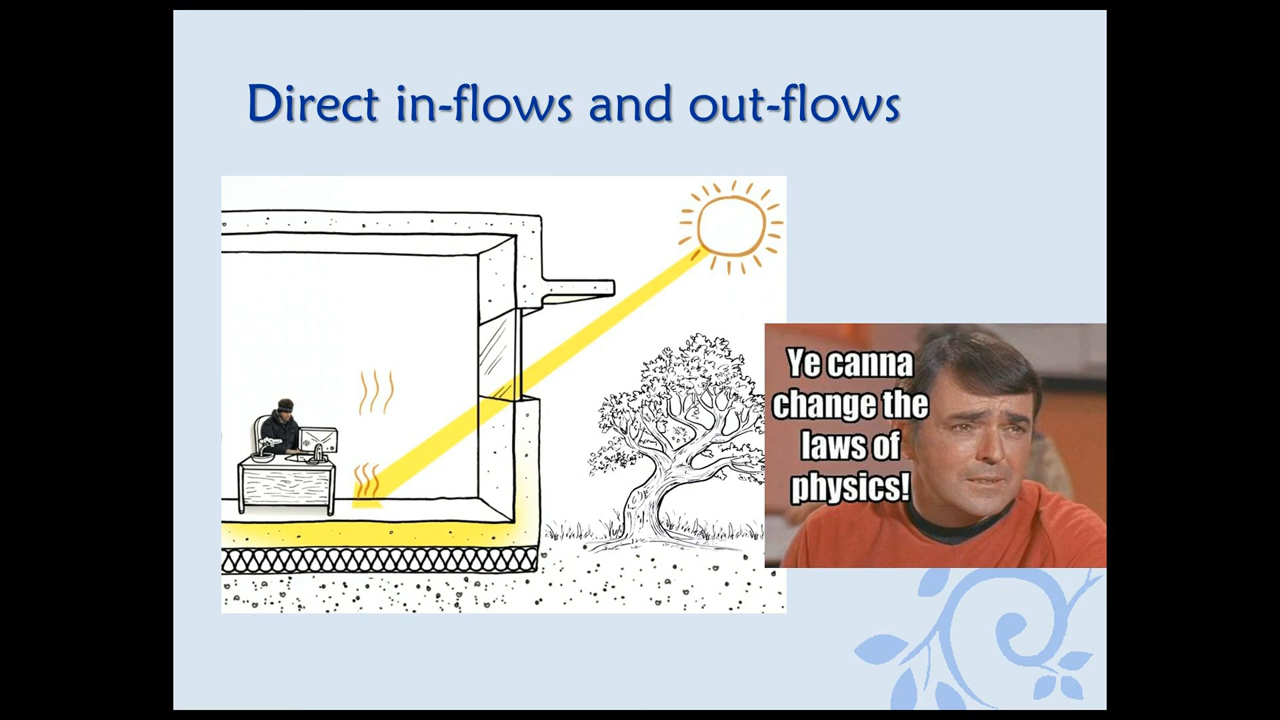 Direct in-flows and out-flows
Ye canna
change the
laws of
physics!